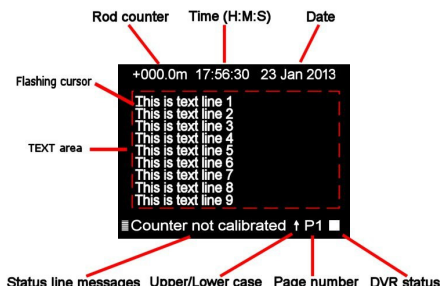 Rod counter Time (H:M:S) Date
+000.0m 17:56:30 23 Jan 2013
Flashing cursor
This is text line 1
This is text line 2
This is text line 3
This is text line 4
TEXT area
This is text line 5
This is text line 6
This is text line 7
This is text line 8
This is text line 9
Counter not calibrated ↑ P1
Status line messages Upper/Lower case Page number DVR status